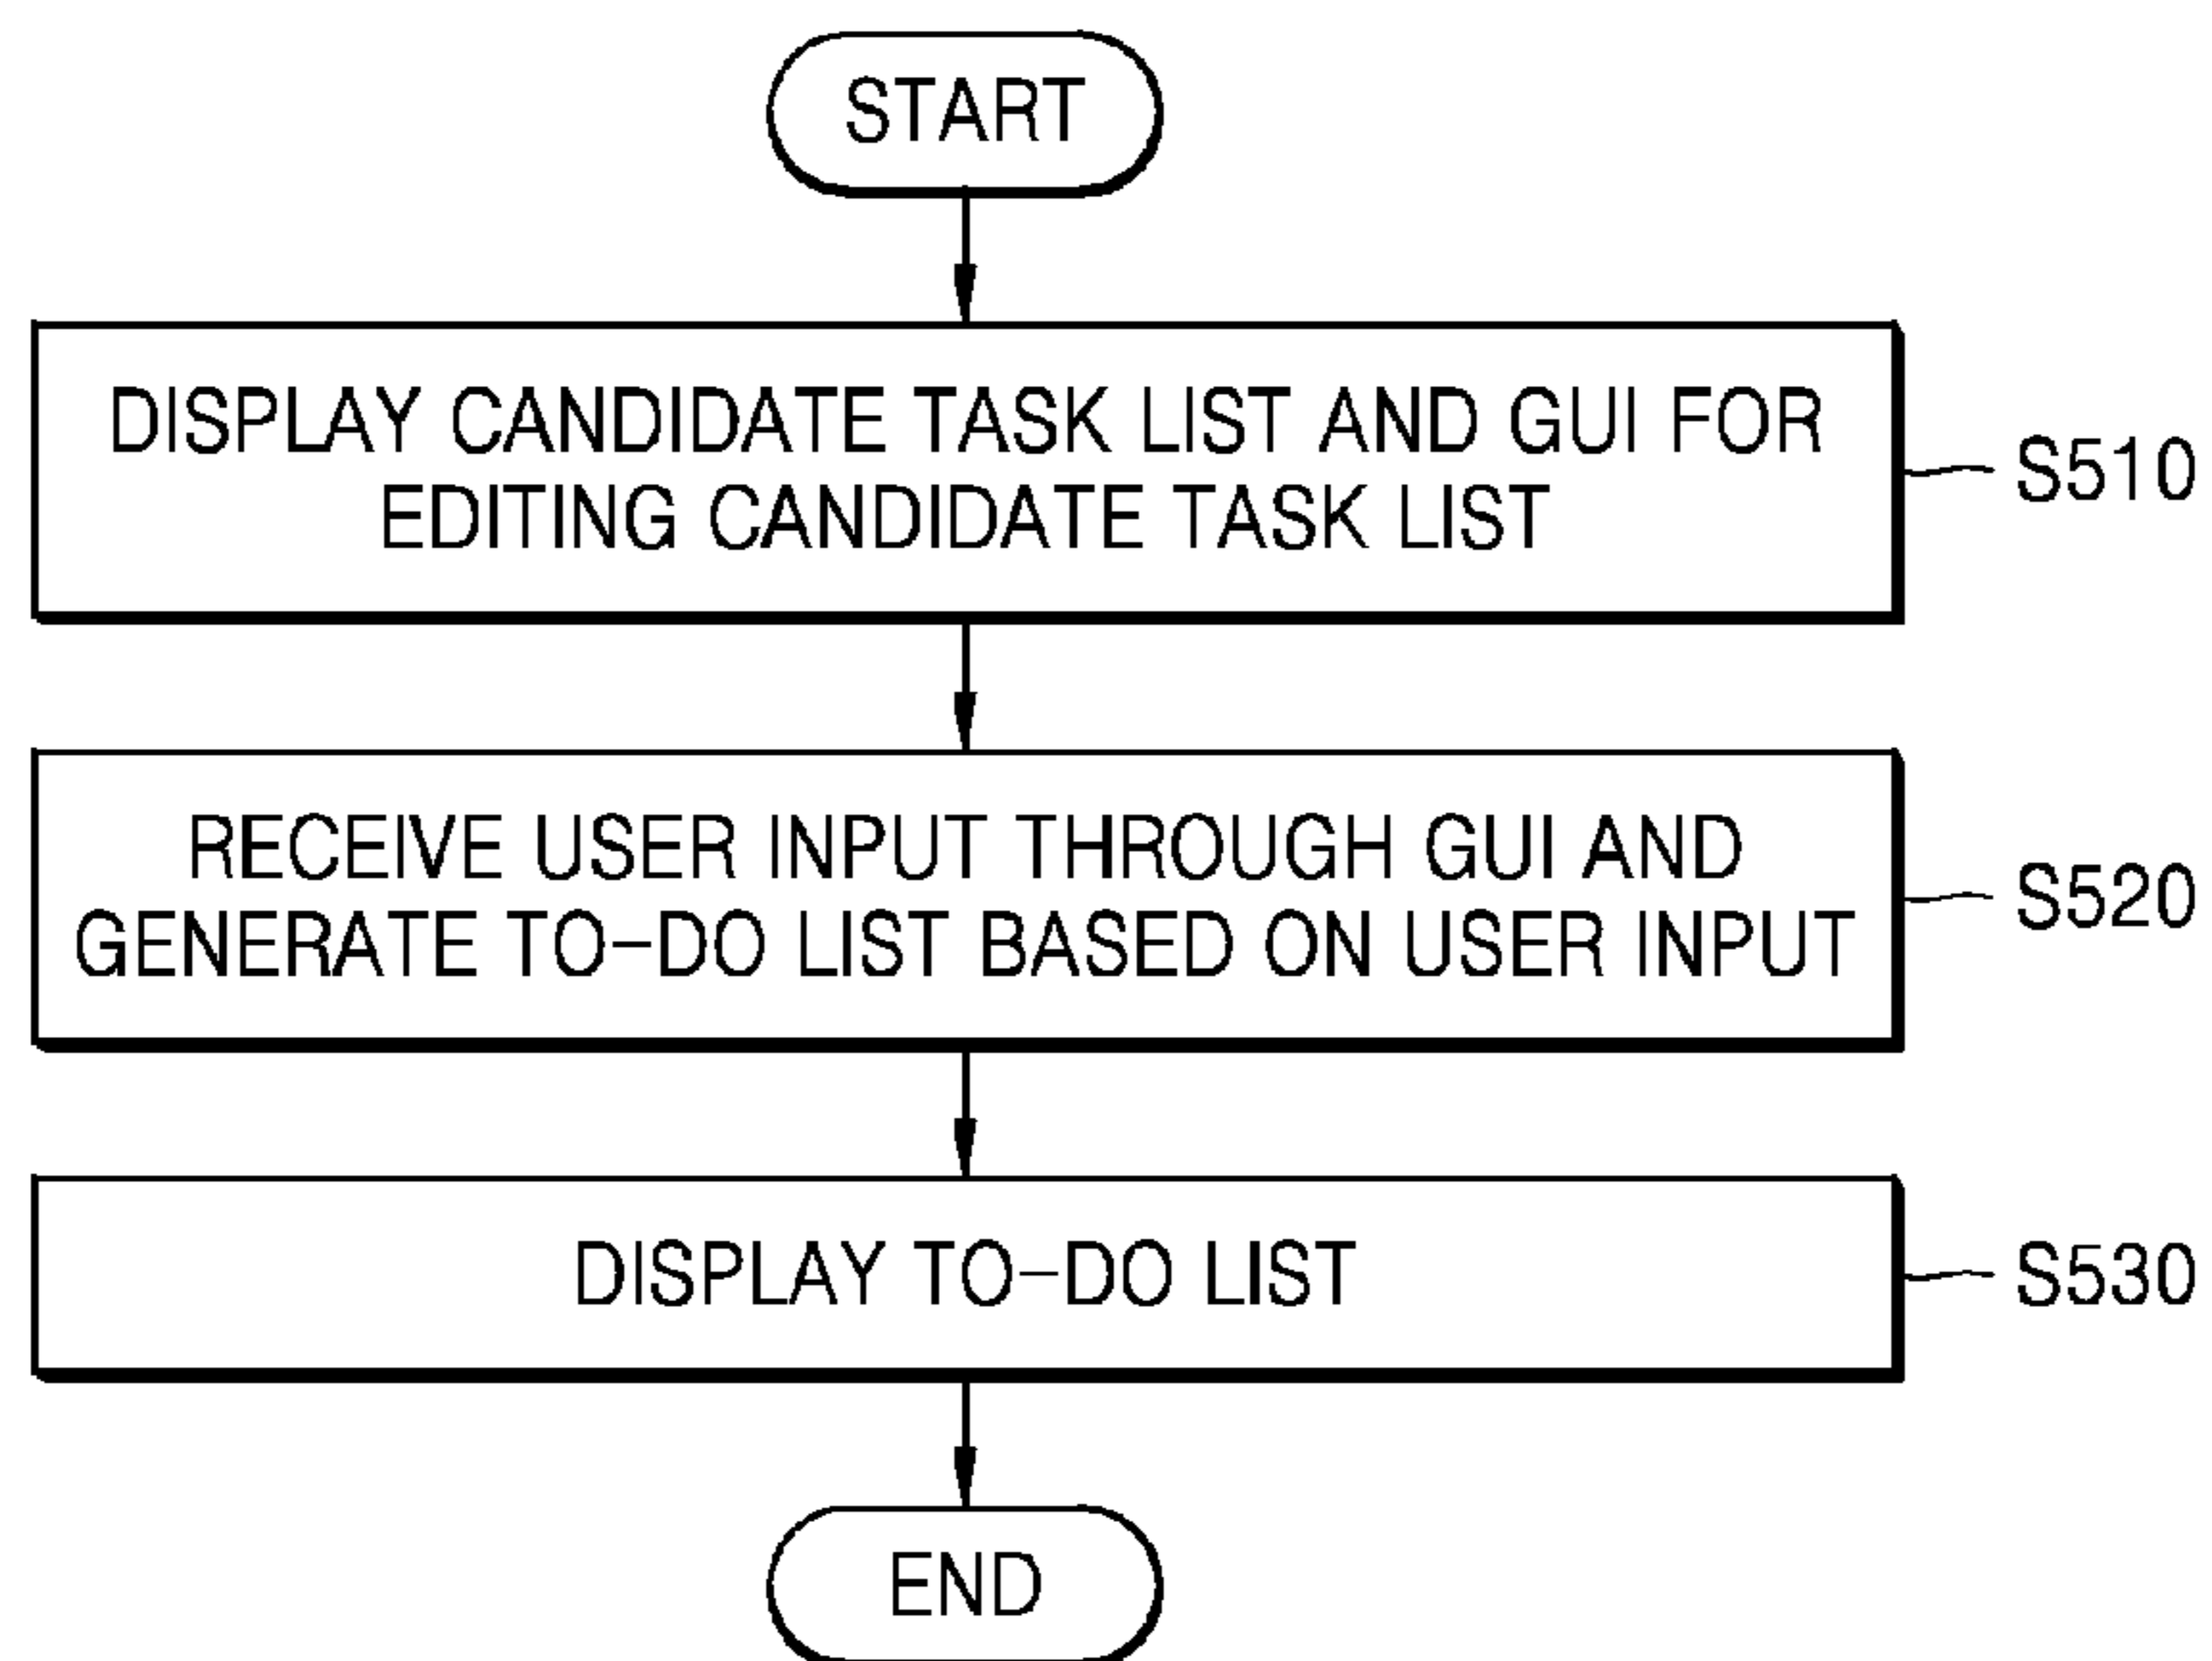 START
DISPLAY CANDIDATE TASK LIST AND GUI FOR
EDITING CANDIDATE TASK LIST
S510
RECEIVE USER INPUT THROUGH GUI AND
GENERATE TO-DO LIST BASED ON USER INPUT
S520
DISPLAY TO-DO LIST
S530
END